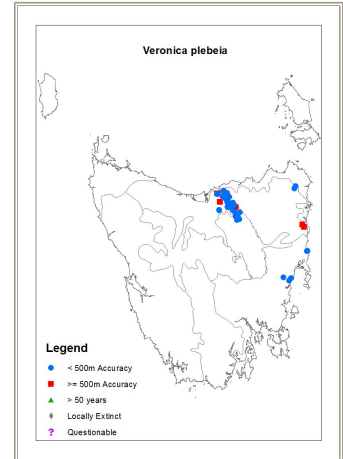 Veronica plebeia
Legend
< 500m Accuracy
>= 500m Accuracy
> 50 years
Locally Extinct
? Questionable